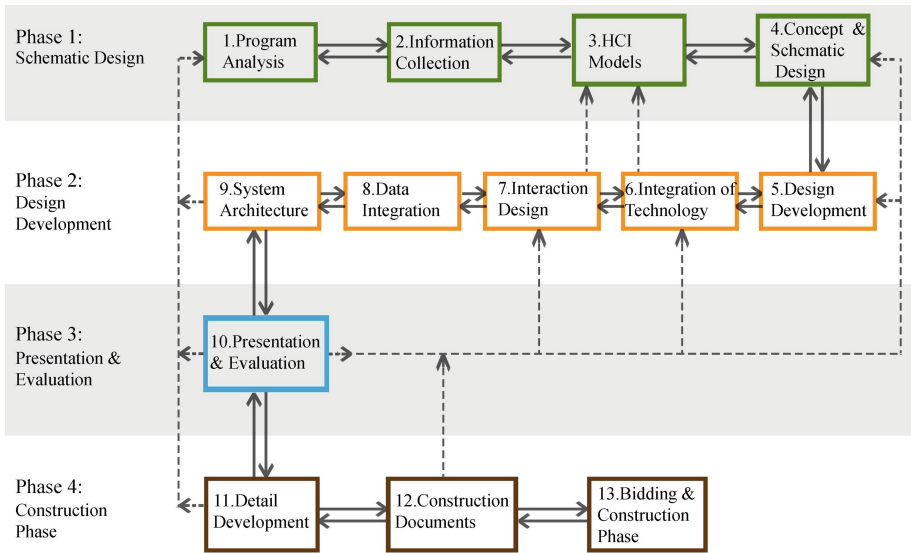 Phase 1:
Schematic Design
1.Program
Analysis
2.Information
Collection
3.HCI
Models
4.Concept &
Schcmatic
Design
Phase 2:
Design
Development
9.System
Architecture
8.Data
Integration
7.Interaction
Design
6.Integration of
Technology
5.Design
Development
Phase 3:
Presentation &
Evaluation
10.Presentation
& Evaluation
Phase 4:
Construction
Phase
11.Detail
Development
12.Construction
Documents
13.Bidding &
Construction
Phase